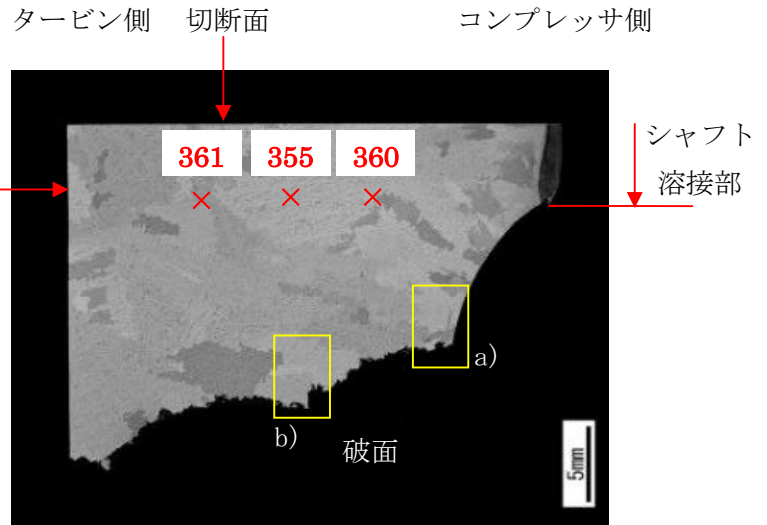 タービン側 切断面 コンプレッサ側
シャフト
溶接部
361 355 360
a)
b)
破面
5mm